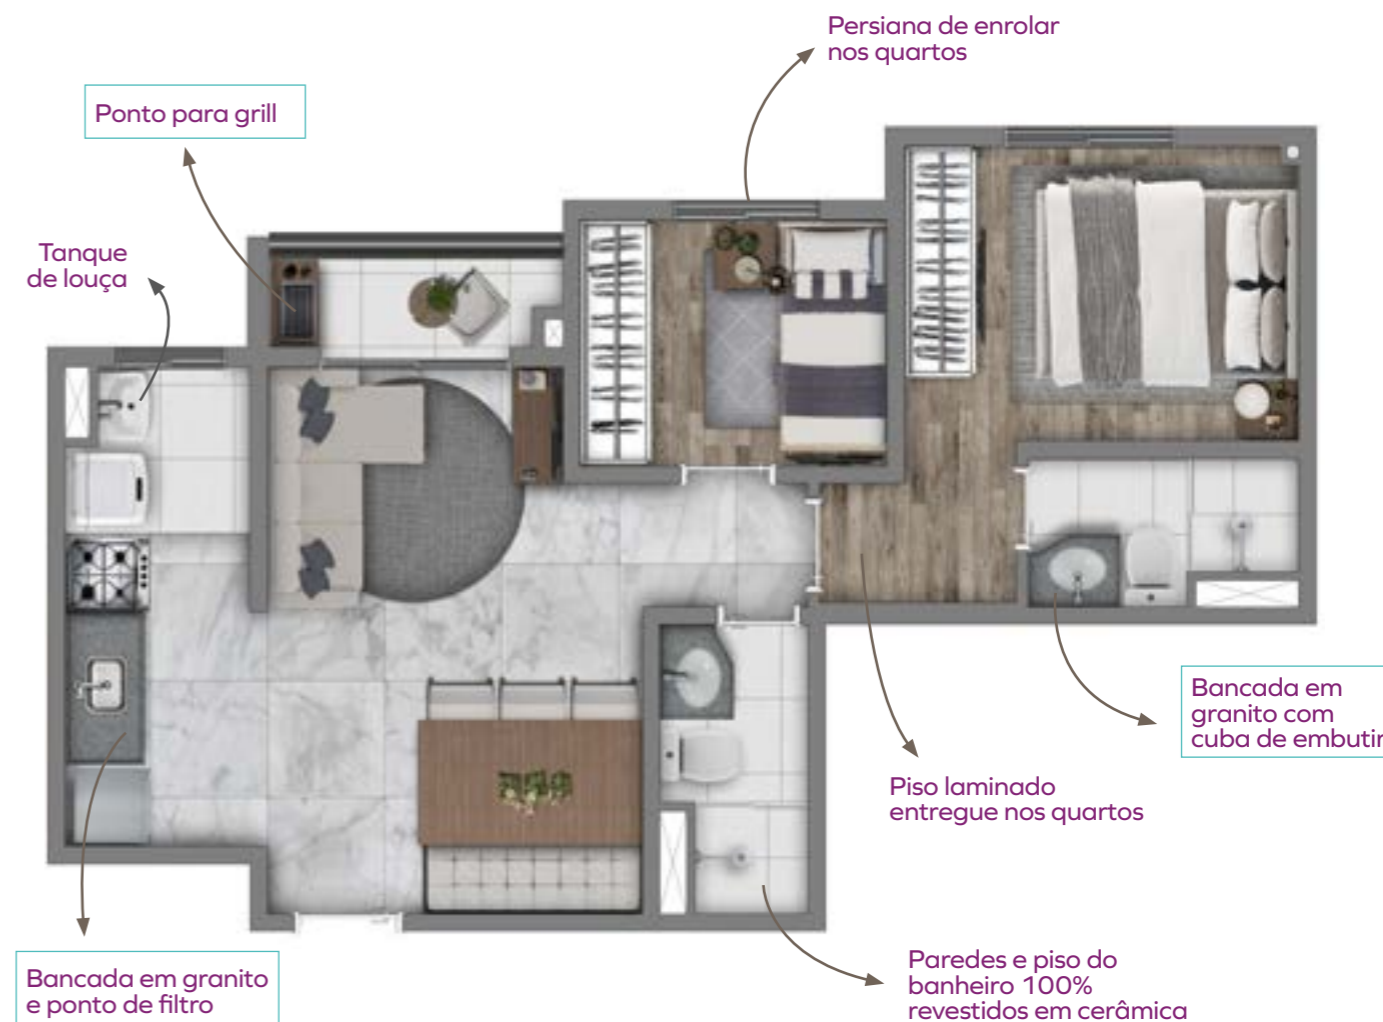 Persiana de enrolar
nos quartos
Ponto para grill
Tanque
de louça
Bancada em
granito com
cuba de embutir
Piso laminado
entregue nos quartos
Paredes e piso do
banheiro 100%
revestidos em cerâmica
Bancada em granito
e ponto de filtro